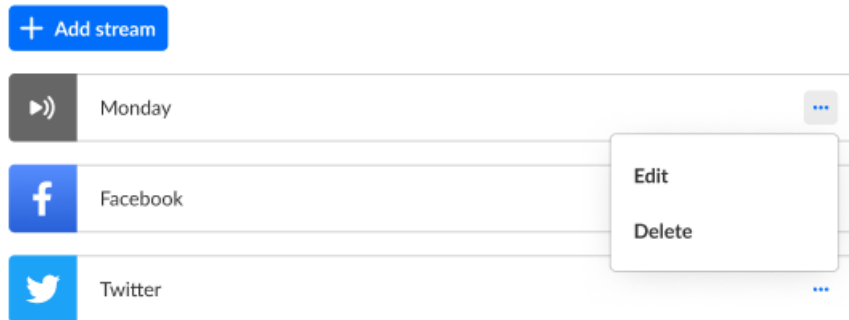 + Add stream
Monday
Edit
Facebook
Delete
Twitter